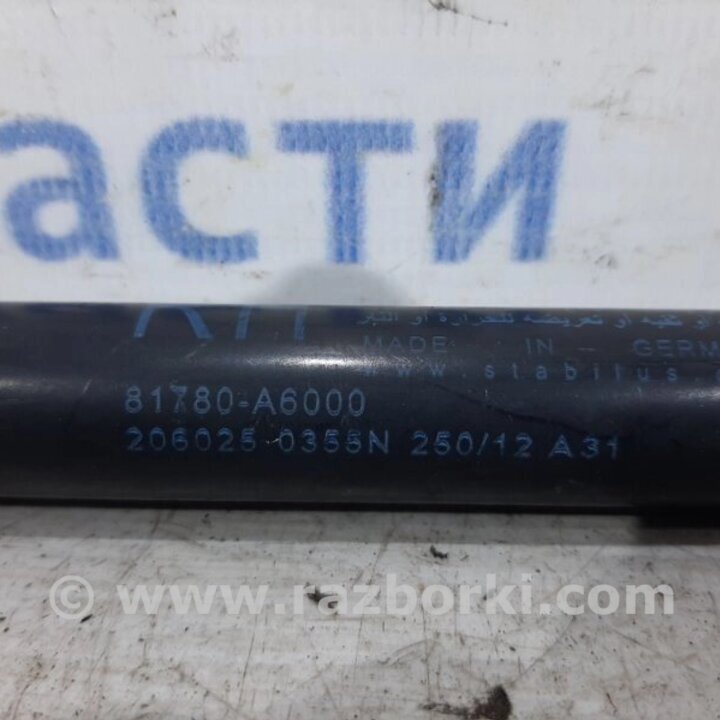 асти
MADE IN GERM
www.stabilus.
81780-A6000
206025 0355N 250/12 A31
© www.razborki.com